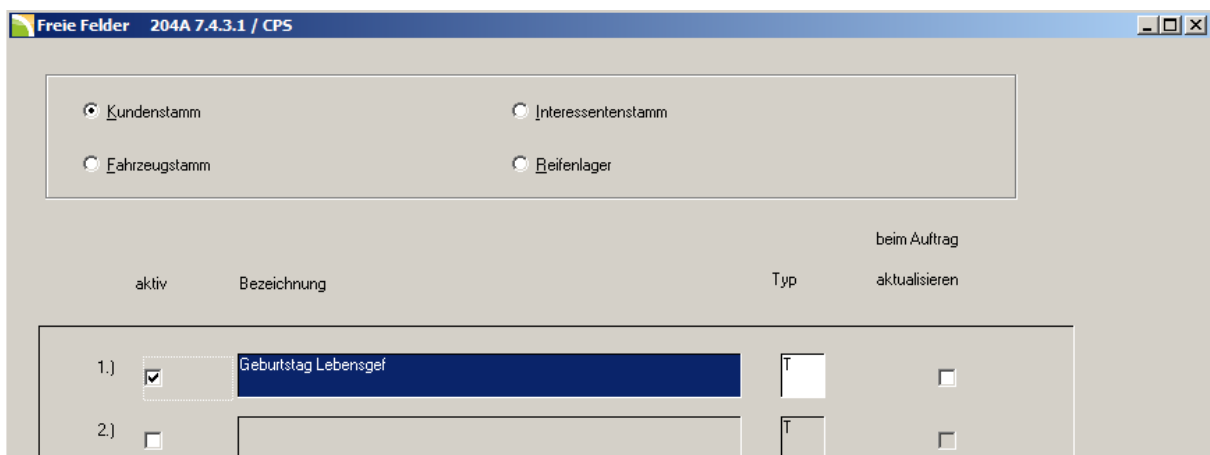 Freie Felder 204A 7.4.3.1 / CPS
Kundenstamm Interessentenstamm
Fahrzeugstamm Reifenlager
beim Auftrag
aktiv Bezeichnung Typ aktualisieren
1.) Geburtstag Lebensgef T
2.) T